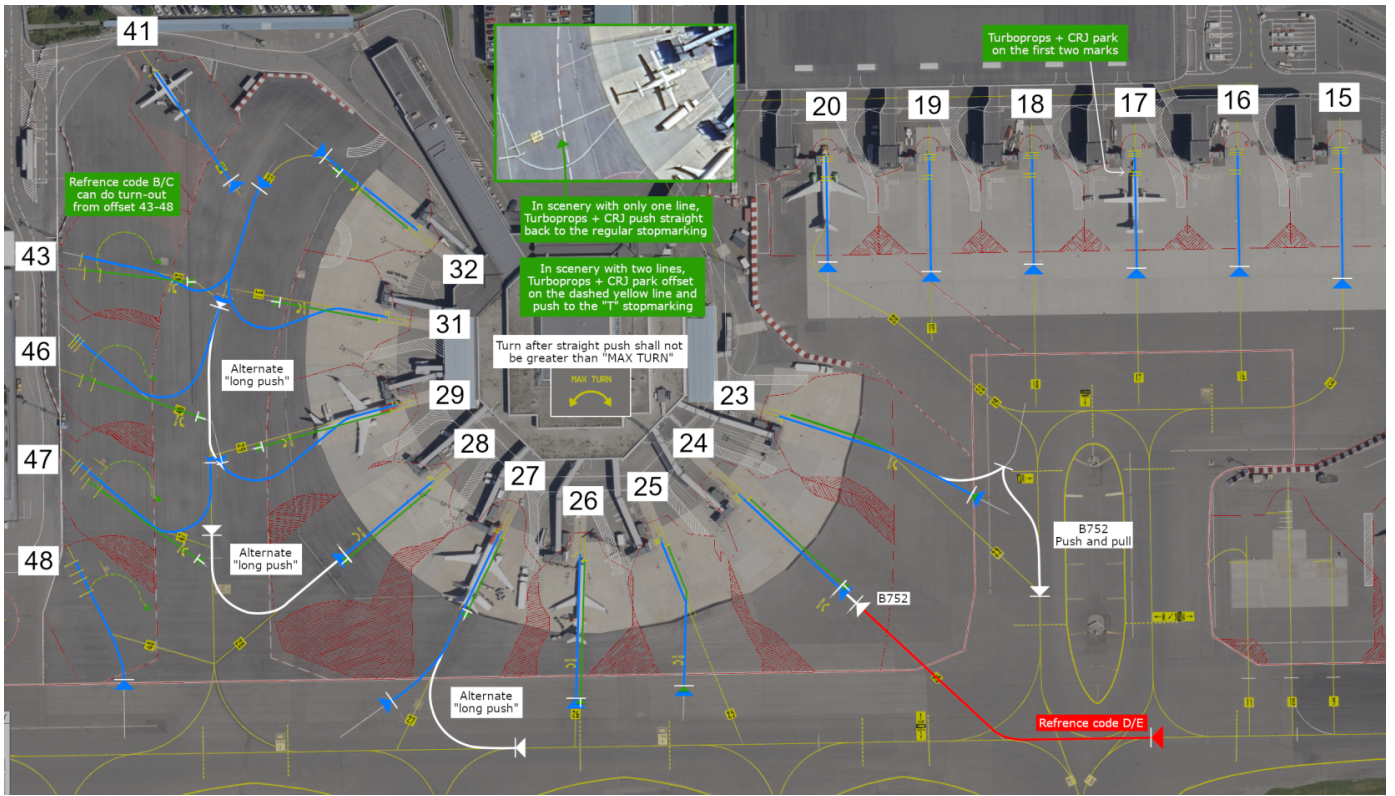 41
Turboprops + CRJ park
on the first two marks
20
19
18
17
16
15
Refrence code B/C
can do turn-out
from offset 43-48
In scenery with only one line,
Turboprops + CRJ push straight
back to the regular stopmarking
In scenery with two lines,
Turboprops + CRJ park offset
on the dashed yellow line and
push to the "T" stopmarking
43
32
31
Turn after straight push shall not
be greater than "MAX TURN"
MAX TURN
46
Alternate
"long push"
29
23
28
24
47
27
26
25
B752
Push and pull
48
Alternate
"long push"
B752
Alternate
"long push"
Refrence code D/E